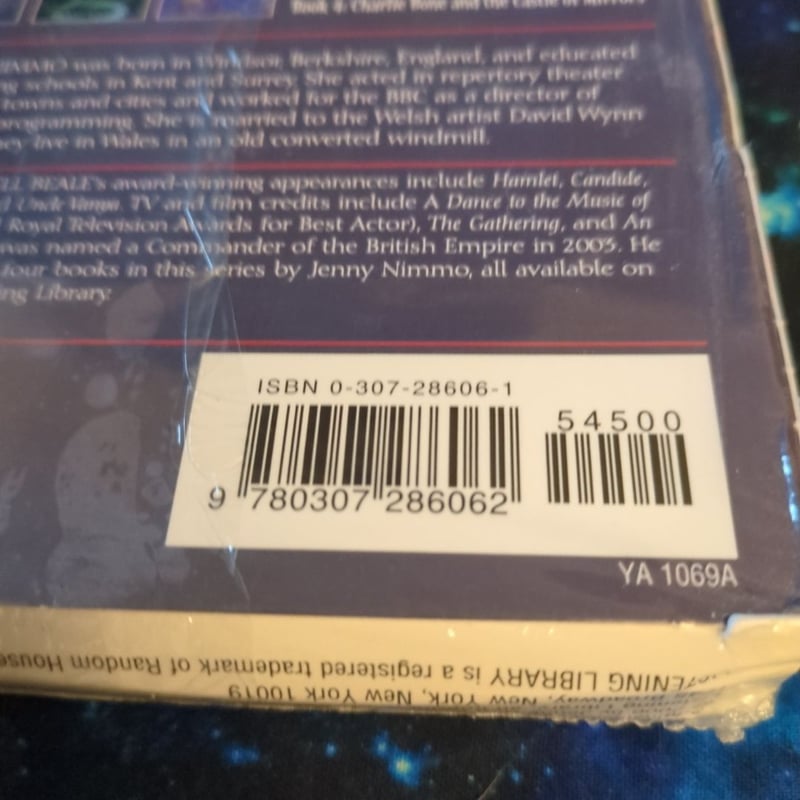 Book 4: Charlie Bone and the Castle of Mirrors
was born in Windsor, Berkshire, England, and educated
schools in Kent and Surrey. She acted in repertory theater
towns and cities and worked for the BBC as a director of
programming. She is married to the Welsh artist David Wynn
live in Wales in an old converted windmill.
BEALE's award-winning appearances include Hamlet, Candide,
Uncle Vanya. TV and film credits include A Dance to the Music of
Royal Television Awards for Best Actor), The Gathering, and An
was named a Commander of the British Empire in 2003. He
four books in this series by Jenny Nimmo, all available on
Library.
ISBN 0-307-28606-1
54500
9 780307 286062
YA 1069A
LIBRARY is a registered trademark of Random House
New York, New York 10019